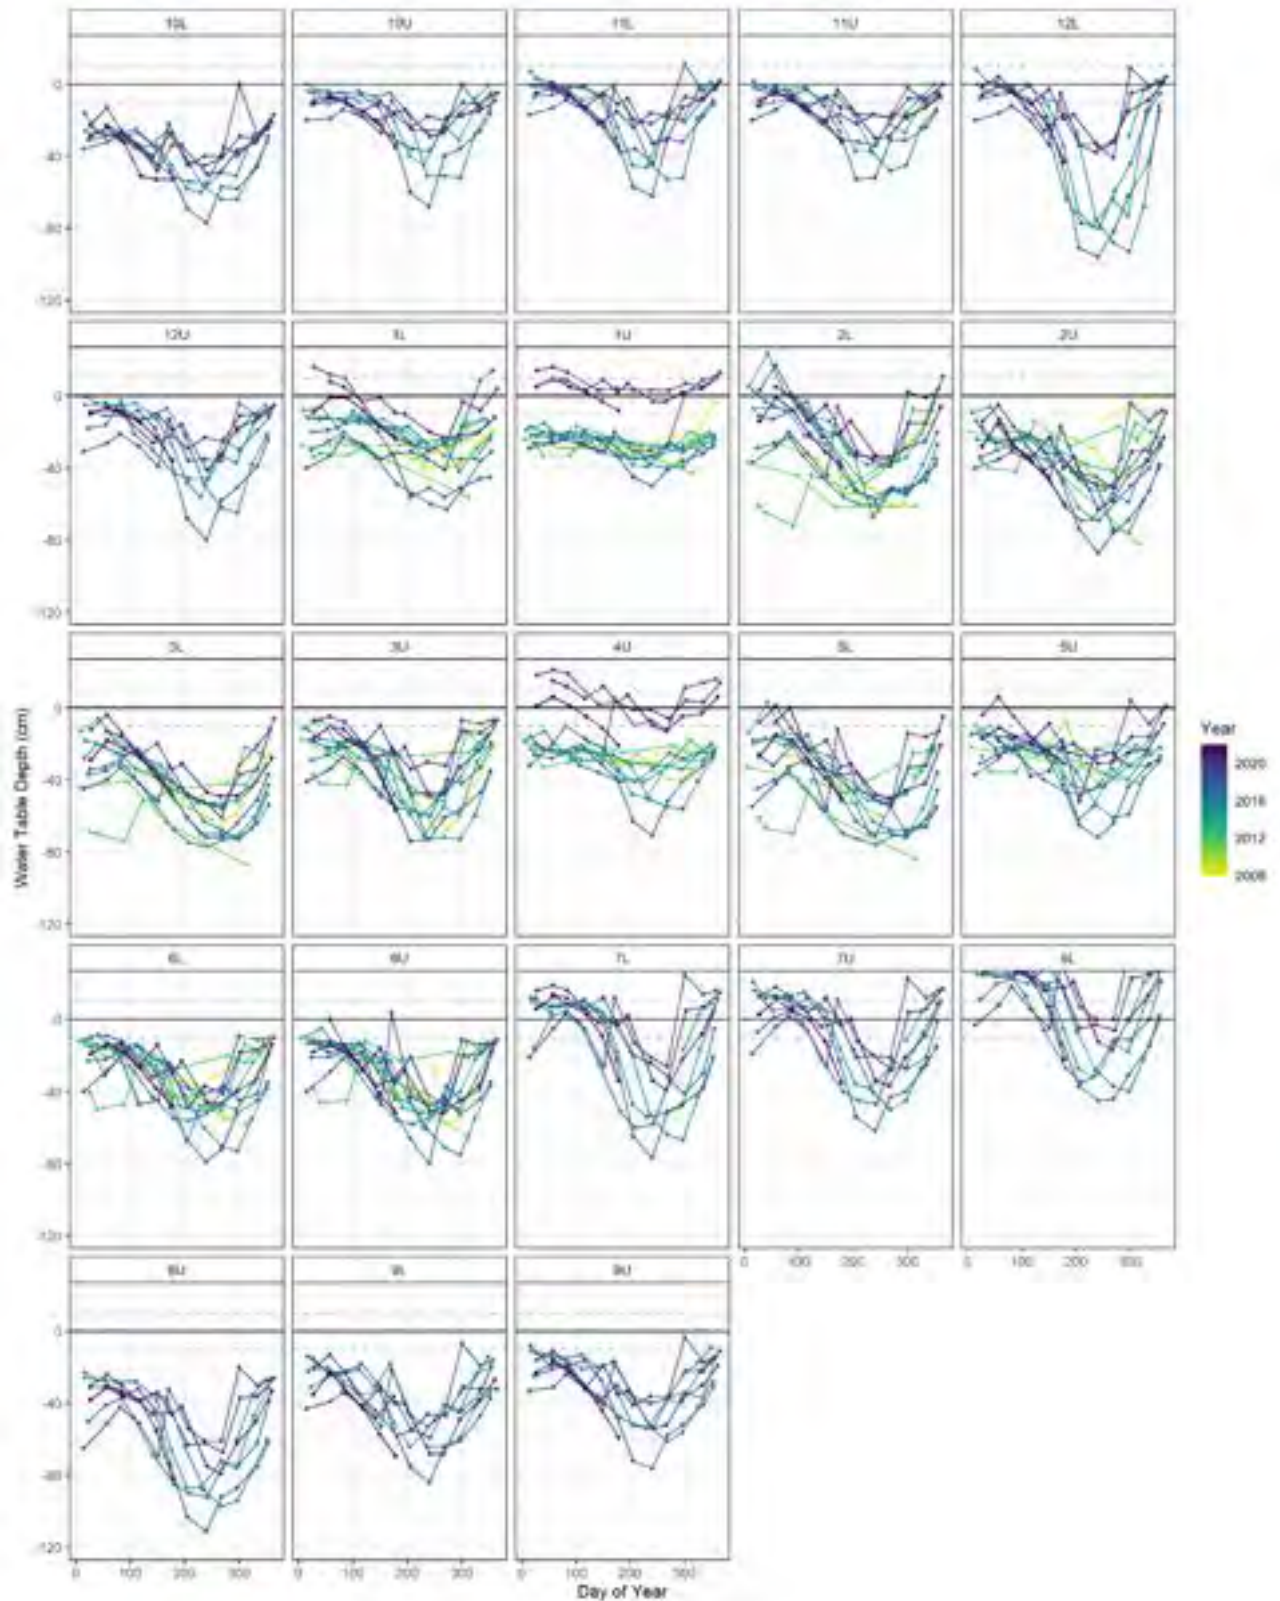 10L 10U 11L 11U 12L
0
-40
-80
-120
12U 1L 1U 2L 2U
0
-40
-80
-120
3L 3U 4U 5L 5U
0
-40
-80
-120
Water Table Depth (cm)
Year
2020
2016
2012
2008
6L 6U 7L 7U 8L
0
-40
-80
-120
0 100 200 300 0 100 200 300
8U 9L 9U
0
-40
-80
-120
0 100 200 300 0 100 200 300 0 100 200 300
Day of Year